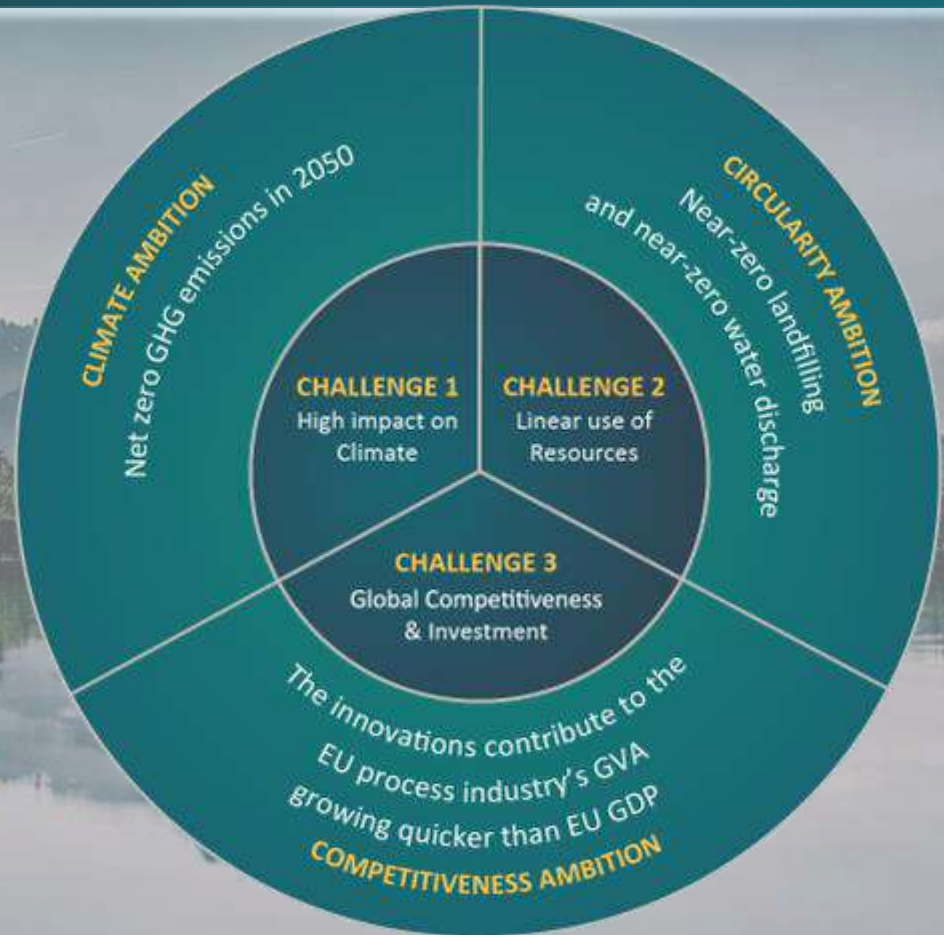 CLIMATE AMBITION
Net zero GHG emissions in 2050
CIRCULARITY AMBITION
Near-zero landfilling
and near-zero water discharge
CHALLENGE 1
High impact on
Climate
CHALLENGE 2
Linear use of
Resources
CHALLENGE 3
Global Competitiveness
& Investment
The innovations contribute to the
EU process industry's GVA
growing quicker than EU GDP
COMPETITIVENESS AMBITION